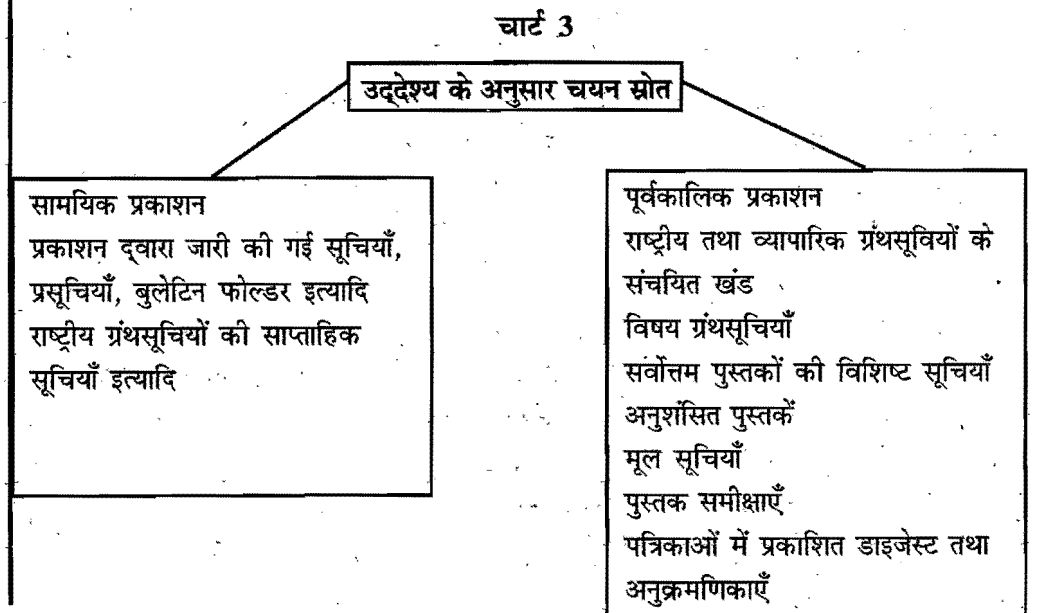 चार्ट 3
उद्देश्य के अनुसार चयन स्रोत
सामयिक प्रकाशन
प्रकाशन द्वारा जारी की गई सूचियाँ,
प्रसूचियाँ, बुलेटिन फोल्डर इत्यादि
राष्ट्रीय ग्रंथसूचियों की साप्ताहिक
सूचियाँ इत्यादि
पूर्वकालिक प्रकाशन
राष्ट्रीय तथा व्यापारिक ग्रंथसूवियों के
संचयित खंड
विषय ग्रंथसूचियाँ
सर्वोत्तम पुस्तकों की विशिष्ट सूचियाँ
अनुशंसित पुस्तकें
मूल सूचियाँ
पुस्तक समीक्षाएँ
पत्रिकाओं में प्रकाशित डाइजेस्ट तथा
अनुक्रमणिकाएँ